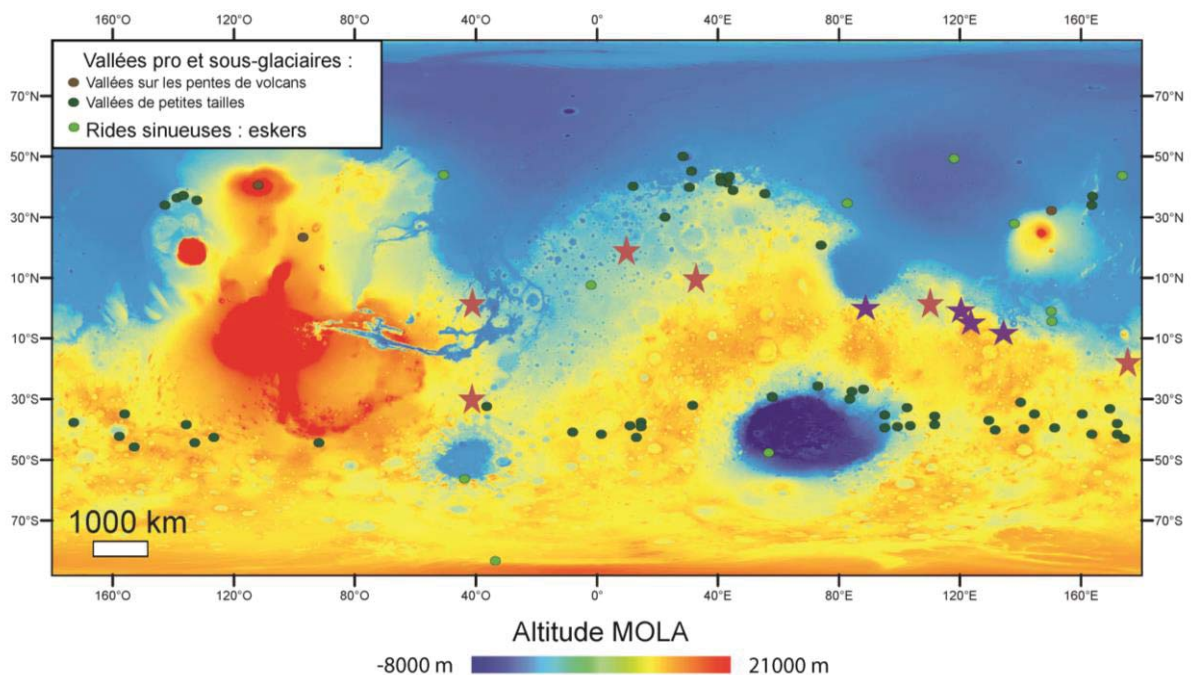 160°O 120°O 80°O 40°O 0° 40°E 80°E 120°E 160°E
Vallées pro et sous-glaciaires :
Vallées sur les pentes de volcans
Vallées de petites tailles
Rides sinueuses : eskers
70°N 70°N
50°N 50°N
30°N 30°N
10°N 10°N
10°S 10°S
30°S 30°S
50°S 50°S
70°S 70°S
1000 km
160°O 120°O 80°O 40°O 0° 40°E 80°E 120°E 160°E
Altitude MOLA
-8000 m 21000 m